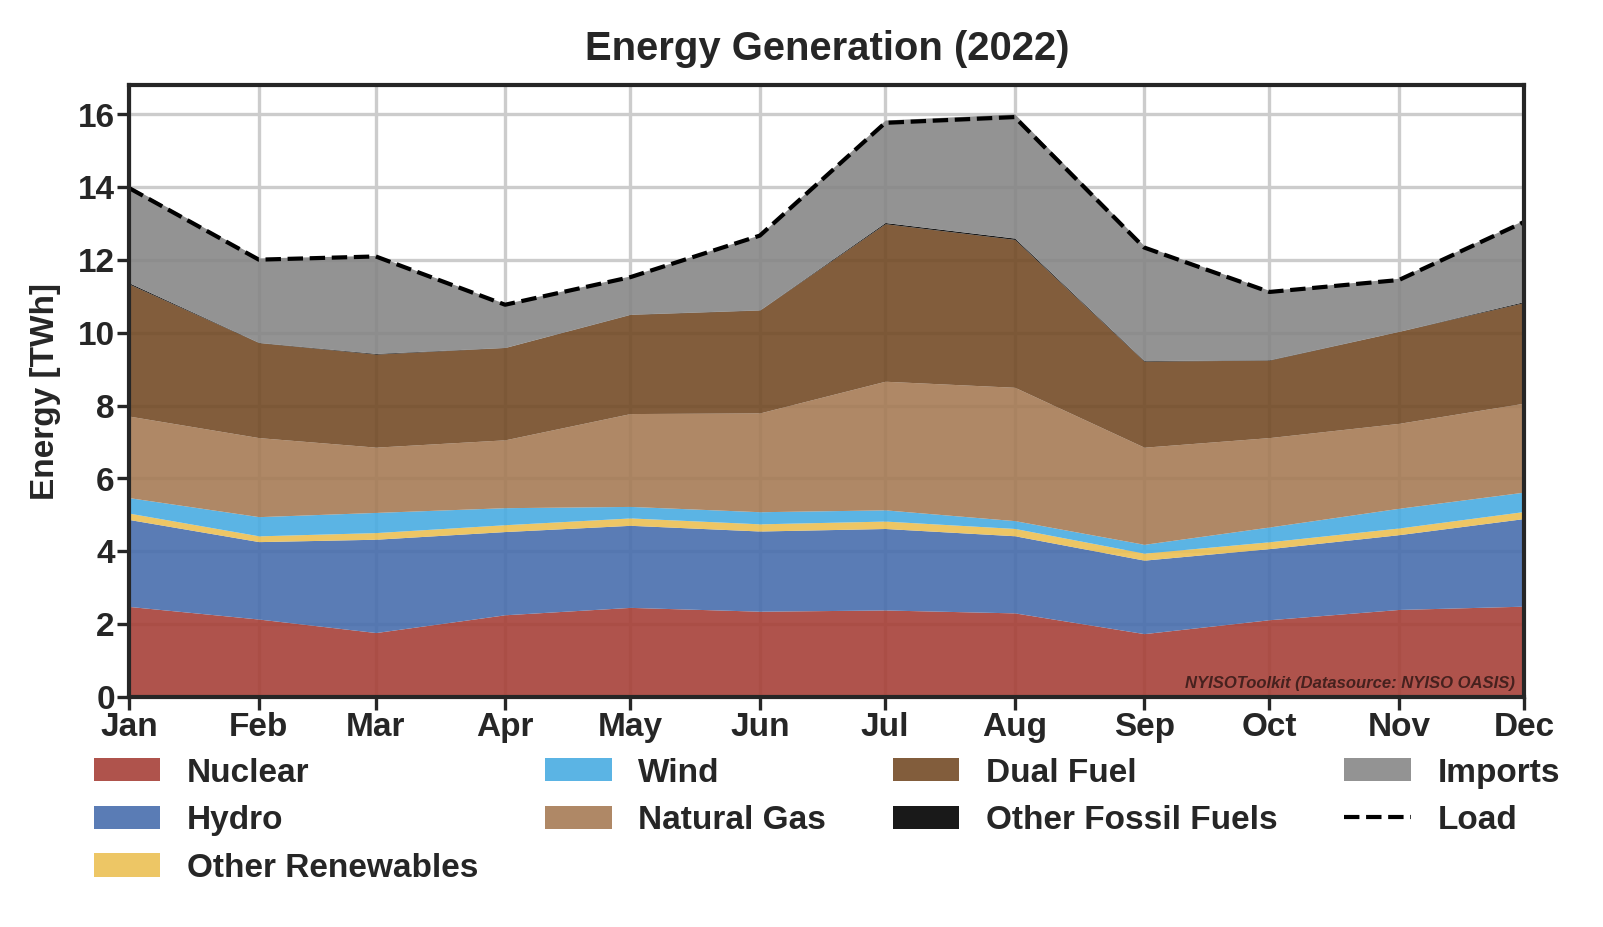 Energy Generation (2022)
Energy [TWh]
16
14
12
10
8
6
4
2
0
Jan Feb Mar Apr May Jun Jul Aug Sep Oct Nov Dec
NYISOToolkit (Datasource: NYISO OASIS)
Nuclear Wind Dual Fuel Imports
Hydro Natural Gas Other Fossil Fuels Load
Other Renewables